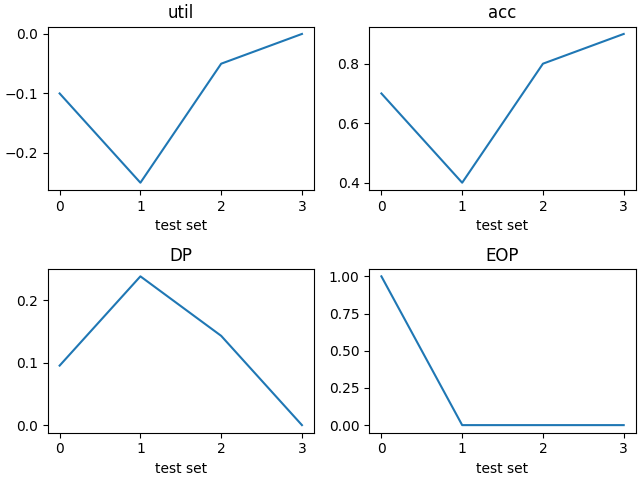 util
0.0
−0.1
−0.2
0 1 2 3
test set
acc
0.8
0.6
0.4
0 1 2 3
test set
DP
0.2
0.1
0.0
0 1 2 3
test set
EOP
1.00
0.75
0.50
0.25
0.00
0 1 2 3
test set